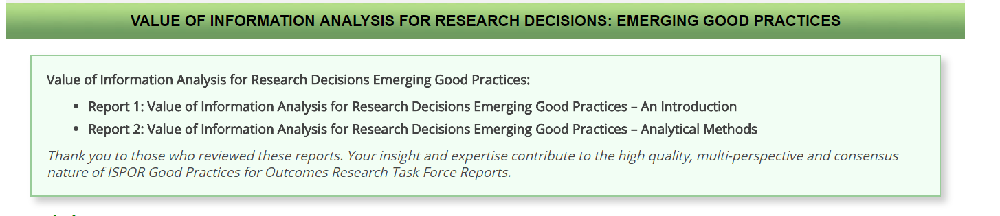 VALUE OF INFORMATION ANALYSIS FOR RESEARCH DECISIONS: EMERGING GOOD PRACTICES
Value of Information Analysis for Research Decisions Emerging Good Practices:
• Report 1: Value of Information Analysis for Research Decisions Emerging Good Practices – An Introduction
• Report 2: Value of Information Analysis for Research Decisions Emerging Good Practices – Analytical Methods
Thank you to those who reviewed these reports. Your insight and expertise contribute to the high quality, multi-perspective and consensus
nature of ISPOR Good Practices for Outcomes Research Task Force Reports.